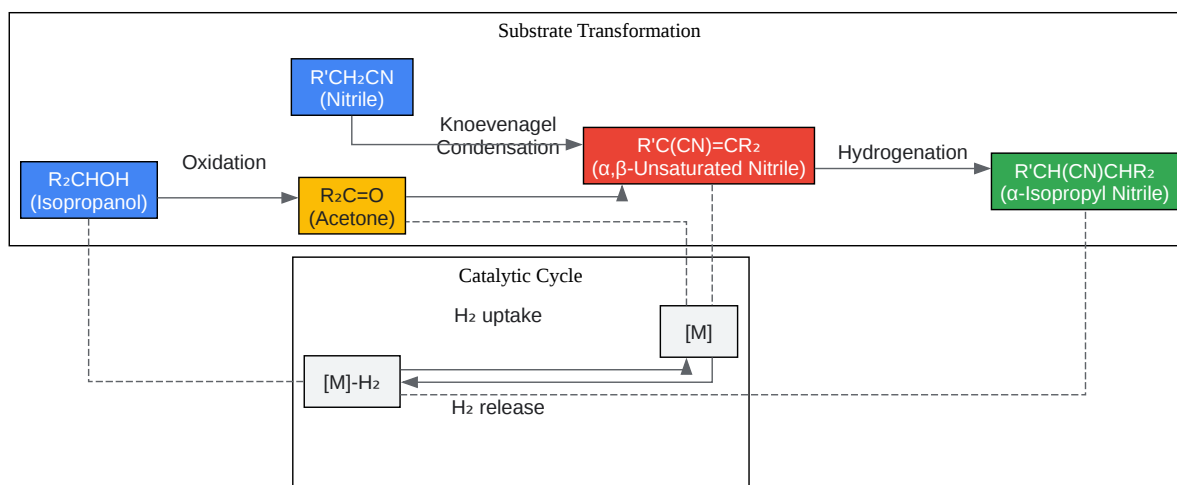 Substrate Transformation
R'CH₂CN
(Nitrile)
Knoevenagel
Condensation
R'C(CN)=CR₂
(α,β-Unsaturated Nitrile)
Hydrogenation
R'CH(CN)CHR₂
(α-Isopropyl Nitrile)
Oxidation
R₂CHOH
(Isopropanol)
R₂C=O
(Acetone)
Catalytic Cycle
H₂ uptake
[M]
[M]-H₂
H₂ release